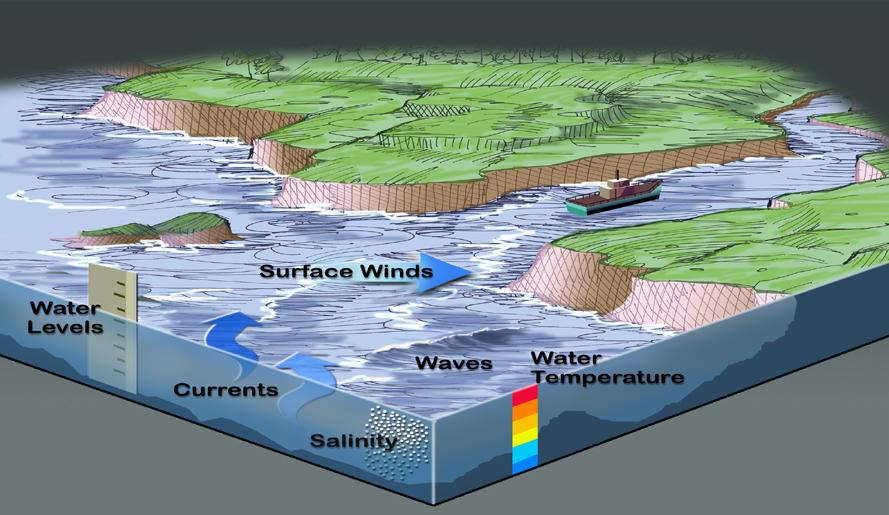 Surface Winds
Water
Levels
Currents
Waves
Water
Temperature
Salinity